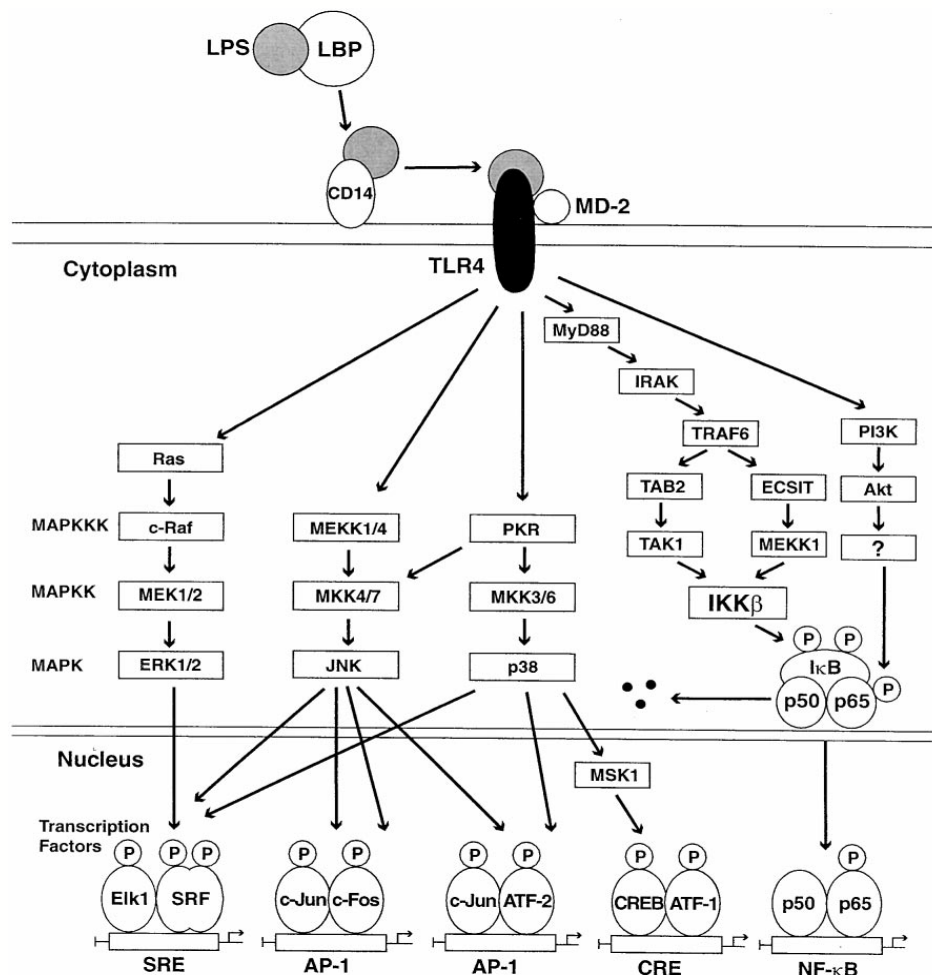 LPS
LBP
CD14
MD-2
TLR4
Cytoplasm
MyD88
IRAK
TRAF6
PI3K
Ras
TAB2
ECSIT
Akt
MAPKKK
c-Raf
MEKK1/4
PKR
TAK1
MEKK1
?
MAPKK
MEK1/2
MKK4/7
MKK3/6
IKKβ
MAPK
ERK1/2
JNK
p38
P
P
IκB
P
p50
p65
Nucleus
MSK1
Transcription
Factors
P
P
P
P
P
P
P
P
P
P
Elk1
SRF
c-Jun
c-Fos
c-Jun
ATF-2
CREB
ATF-1
p50
p65
SRE
AP-1
AP-1
CRE
NF-κB